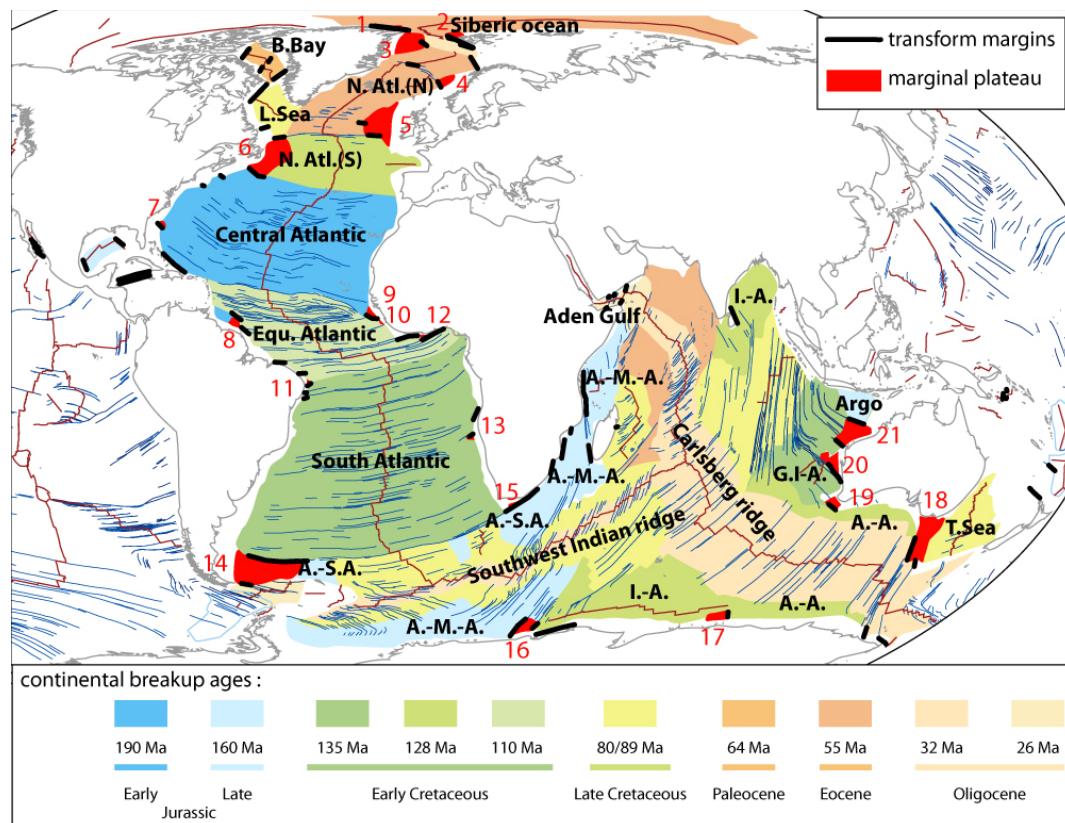 1
2
Siberic ocean
transform margins
B.Bay
3
marginal plateau
N. Atl.(N)
4
L.Sea
5
6
N. Atl.(S)
7
Central Atlantic
9
I.-A.
10
12
Aden Gulf
8
Equ. Atlantic
11
A.-M.-A.
Argo
13
21
South Atlantic
Carlsberg ridge
G.I-A.
20
A.-M.-A.
15
19
18
A.-S.A.
A.-A.
T.Sea
Southwest Indian ridge
14
A.-S.A.
I.-A.
A.-A.
A.-M.-A.
16
17
continental breakup ages :
190 Ma 160 Ma 135 Ma 128 Ma 110 Ma 80/89 Ma 64 Ma 55 Ma 32 Ma 26 Ma
Early Late Early Cretaceous Late Cretaceous Paleocene Eocene Oligocene
Jurassic